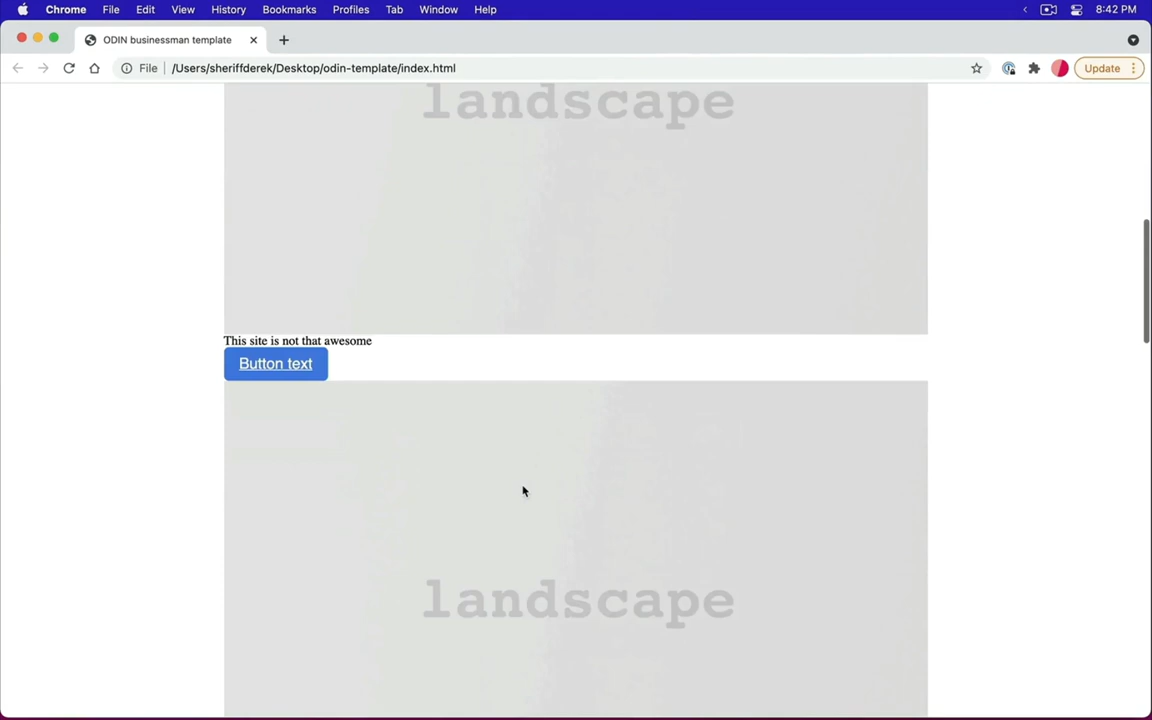 Chrome File Edit View History Bookmarks Profiles Tab Window Help 8:42 PM
ODIN businessman template
File /Users/sheriffderek/Desktop/odin-template/index.html Update
landscape
This site is not that awesome
Button text
landscape